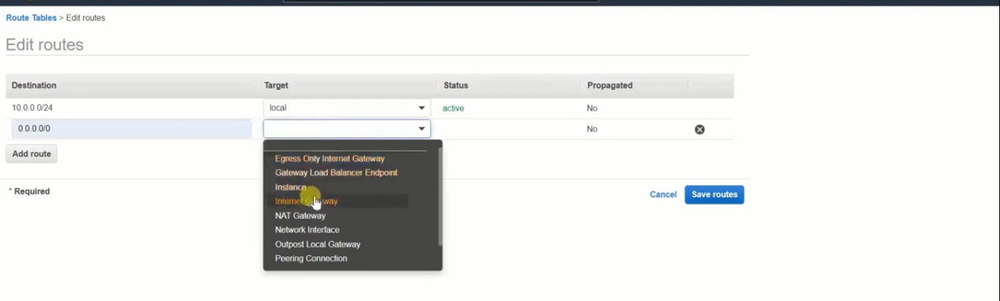 Route Tables > Edit routes
Edit routes
Destination Target Status Propagated
10.0.0.0/24 local active No
0.0.0.0/0 No
Add route
Egress Only Internet Gateway
Gateway Load Balancer Endpoint
Instance
Internet Gateway
NAT Gateway
Network Interface
Outpost Local Gateway
Peering Connection
* Required
Cancel Save routes